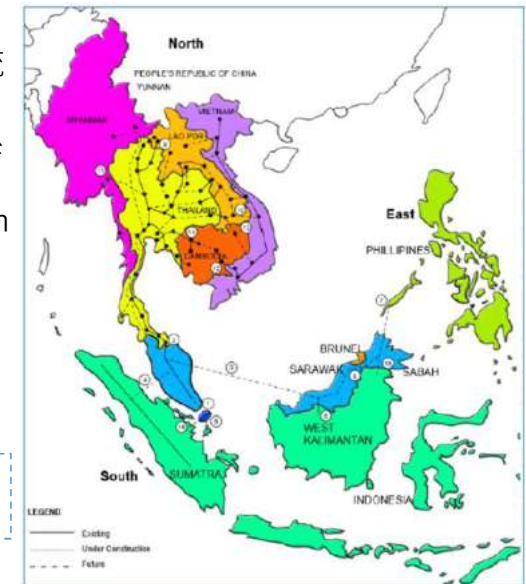 North
PEOPLE'S REPUBLIC OF CHINA
YUNNAN
MYANMAR
VIETNAM
LAO PDR
THAILAND
CAMBODIA
East
PHILLIPINES
BRUNEI
SARAWAK
SABAH
WEST
KALIMANTAN
SUMATRA
South
INDONESIA
LEGEND
Existing
Under Construction
Future